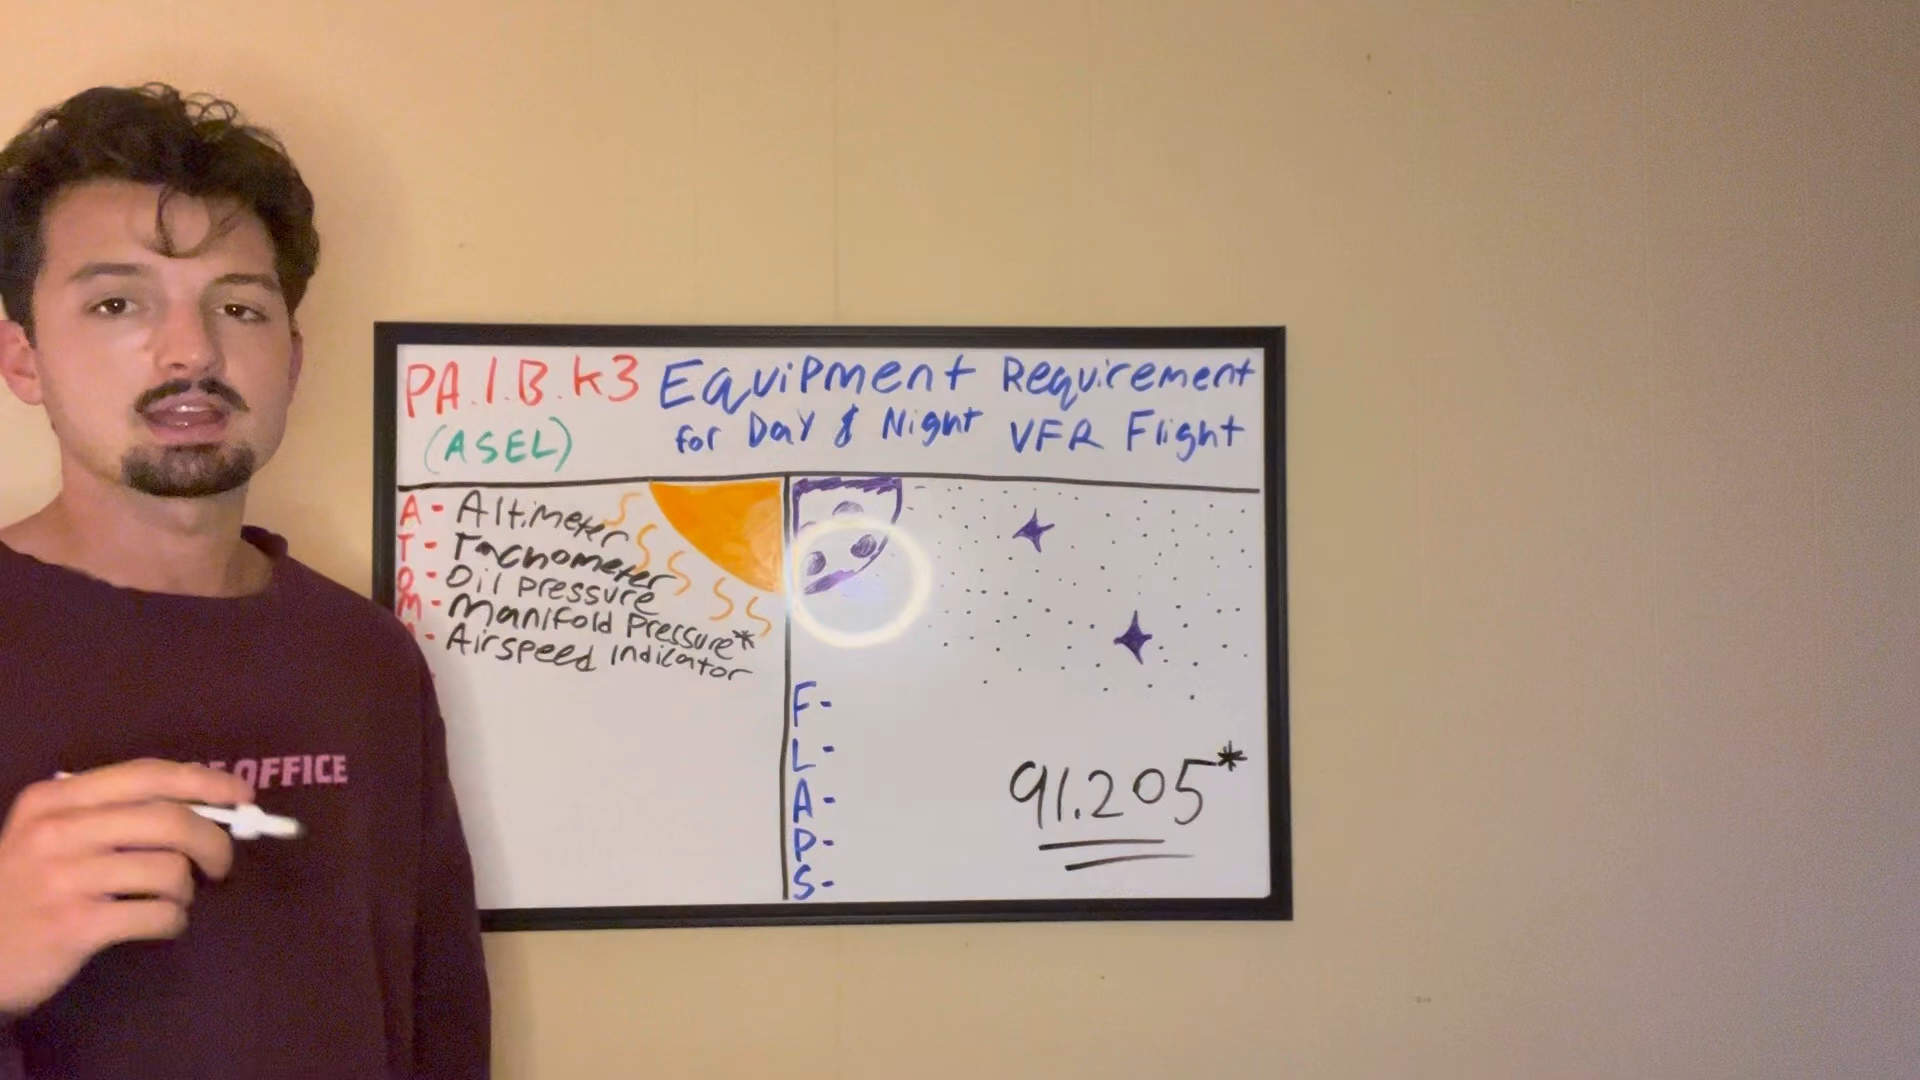 PA.I.B.K3 Equipment Requirement
(ASEL) for Day & Night VFR Flight
A - Altimeter
T - Tachometer
O - Oil Pressure
M - Manifold Pressure*
A - Airspeed Indicator
F-
L-
A-
P-
S-
91.205*
OFFICE